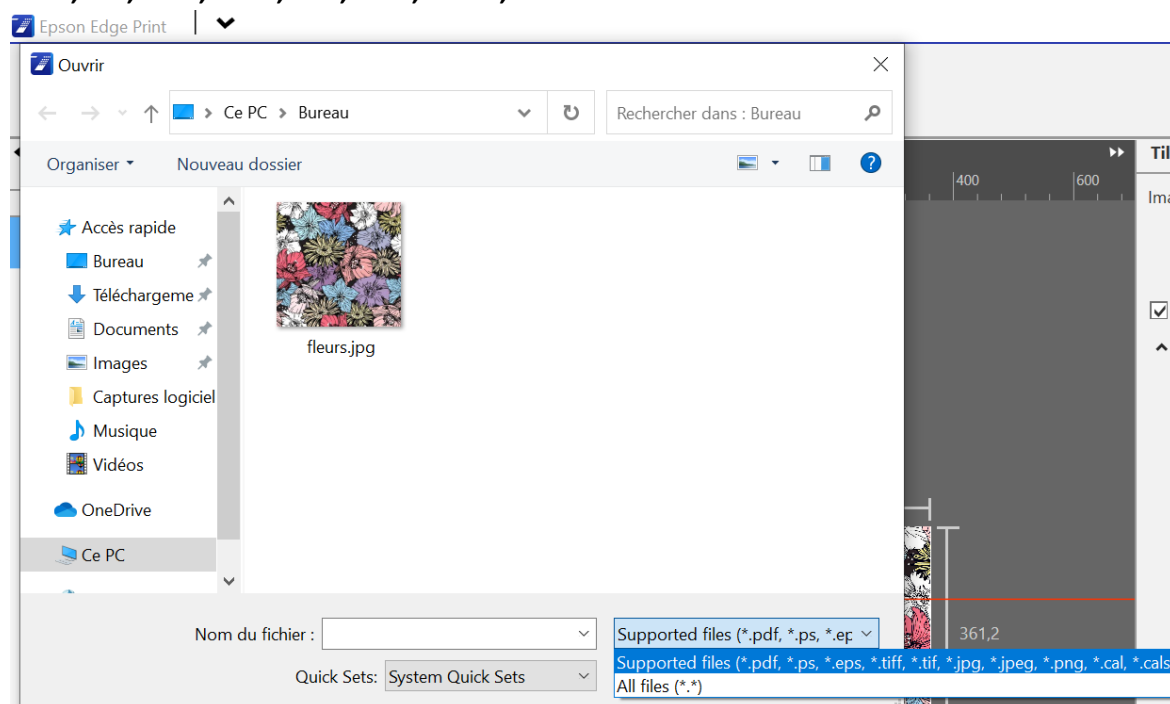 Epson Edge Print
Ouvrir
Ce PC > Bureau
Rechercher dans : Bureau
Organiser
Nouveau dossier
Til
400
600
Ima
Accès rapide
Bureau
Téléchargeme
Documents
Images
Captures logiciel
Musique
Vidéos
OneDrive
Ce PC
fleurs.jpg
Nom du fichier :
Supported files (*.pdf, *.ps, *.ep
361,2
Supported files (*.pdf, *.ps, *.eps, *.tiff, *.tif, *.jpg, *.jpeg, *.png, *.cal, *.cals
Quick Sets: System Quick Sets
All files (*.*)